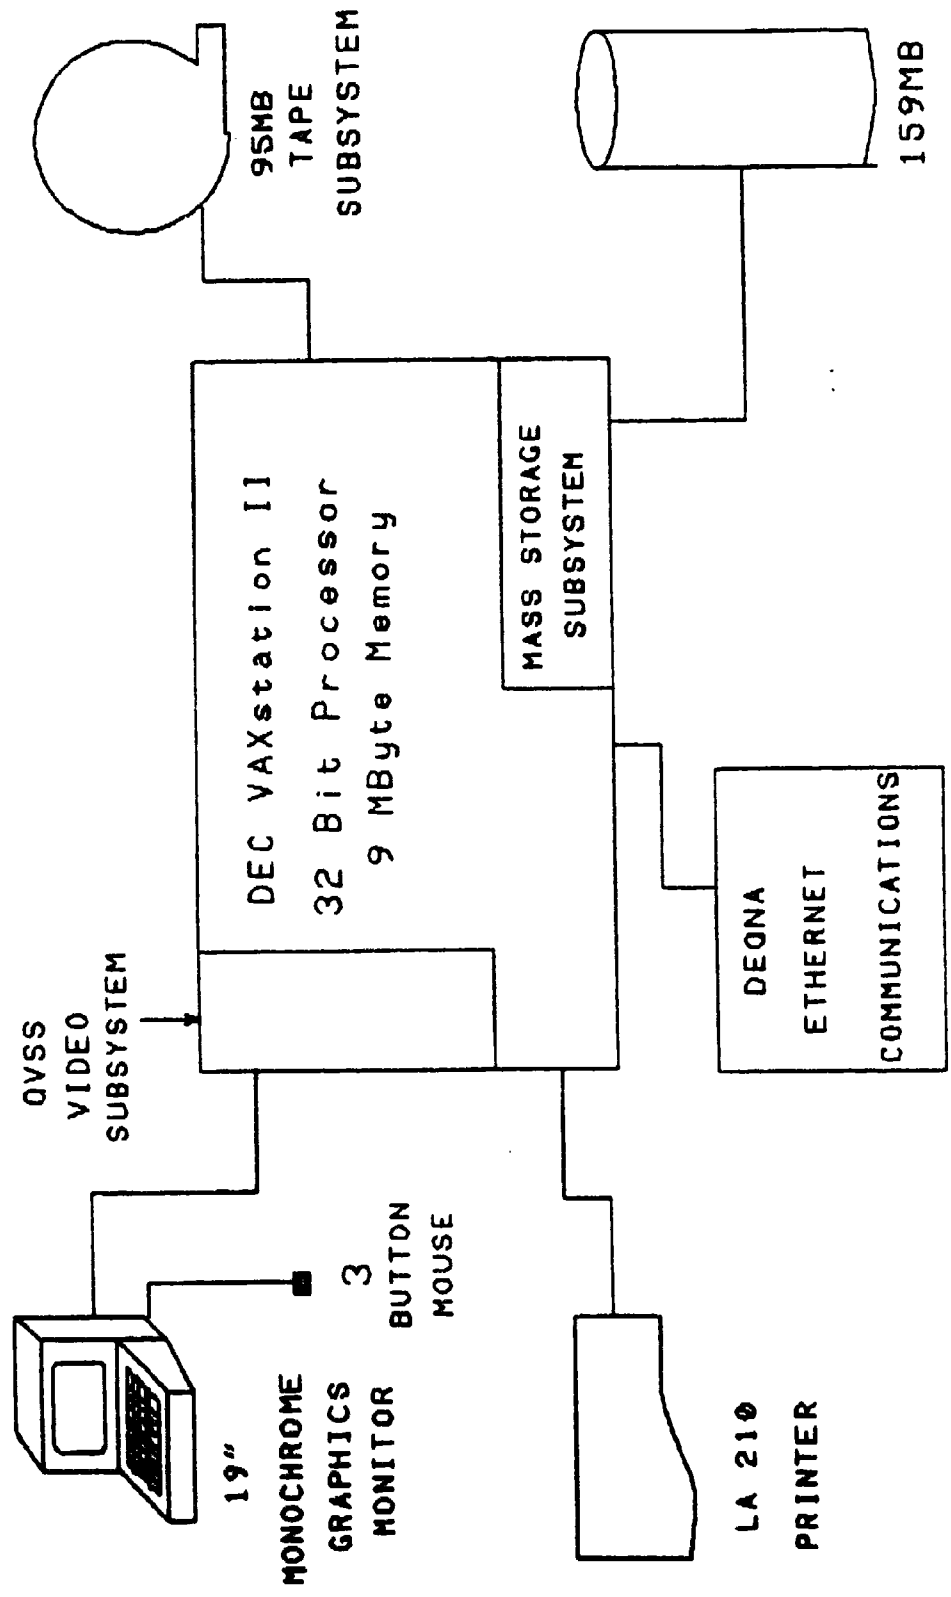 QVSS
VIDEO
SUBSYSTEM
19"
MONOCHROME
GRAPHICS
MONITOR
3
BUTTON
MOUSE
DEC VAXstation II
32 Bit Processor
9 MByte Memory
95MB
TAPE
SUBSYSTEM
MASS STORAGE
SUBSYSTEM
LA 210
PRINTER
DEQNA
ETHERNET
COMMUNICATIONS
159MB